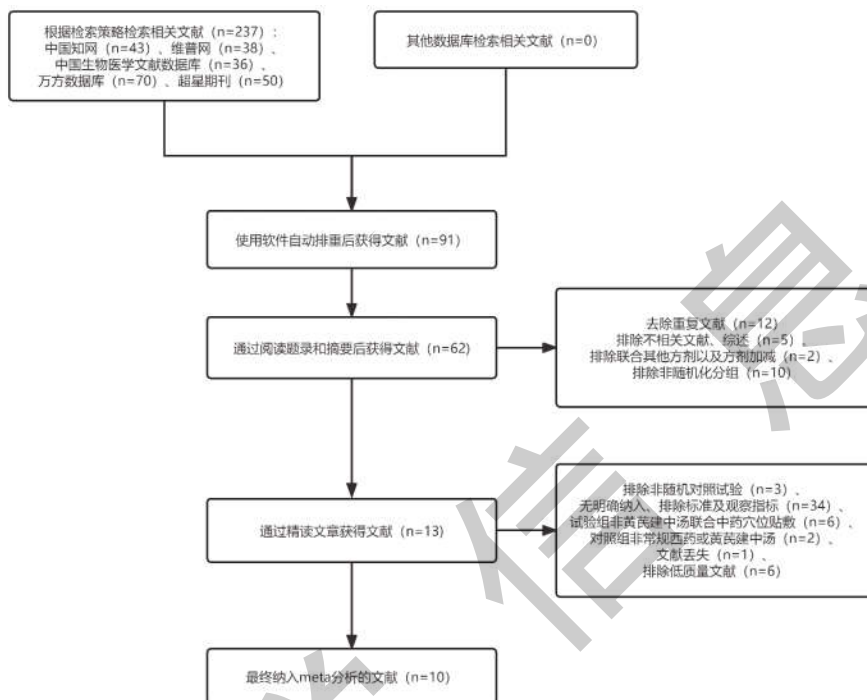 根据检索策略检索相关文献（n=237）：
中国知网（n=43）、维普网（n=38）、
中国生物医学文献数据库（n=36）、
万方数据库（n=70）、超星期刊（n=50）
其他数据库检索相关文献（n=0）
使用软件自动排重后获得文献（n=91）
通过阅读题录和摘要后获得文献（n=62）
去除重复文献（n=12）
排除不相关文献、综述（n=5）、
排除联合其他方剂以及方剂加减（n=2）、
排除非随机化分组（n=10）
通过精读文章获得文献（n=13）
排除非随机对照试验（n=3）、
无明确纳入、排除标准及观察指标（n=34）、
试验组非黄芪建中汤联合中药穴位贴敷（n=6）、
对照组非常规西药或黄芪建中汤（n=2）、
文献丢失（n=1）、
排除低质量文献（n=6）
最终纳入meta分析的文献（n=10）
信息